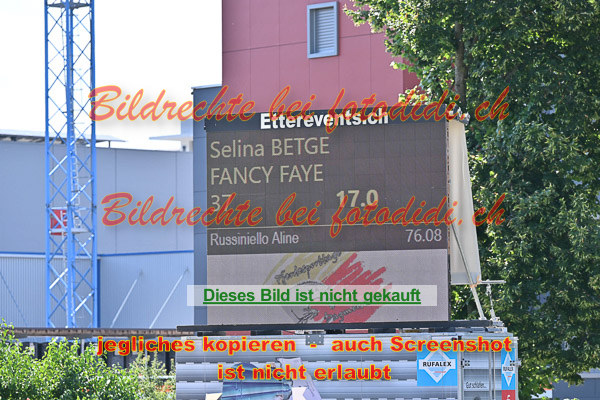 Bildrechte bei fotodidi.ch
Etterevents.ch
Selina BETGE
FANCY FAYE
37 17.0
Bildrechte bei fotodidi.ch
Russiniello Aline 76.08
Dieses Bild ist nicht gekauft
jegliches kopieren - auch Screenshot
ist nicht erlaubt
RUFALEX
RUFALEX